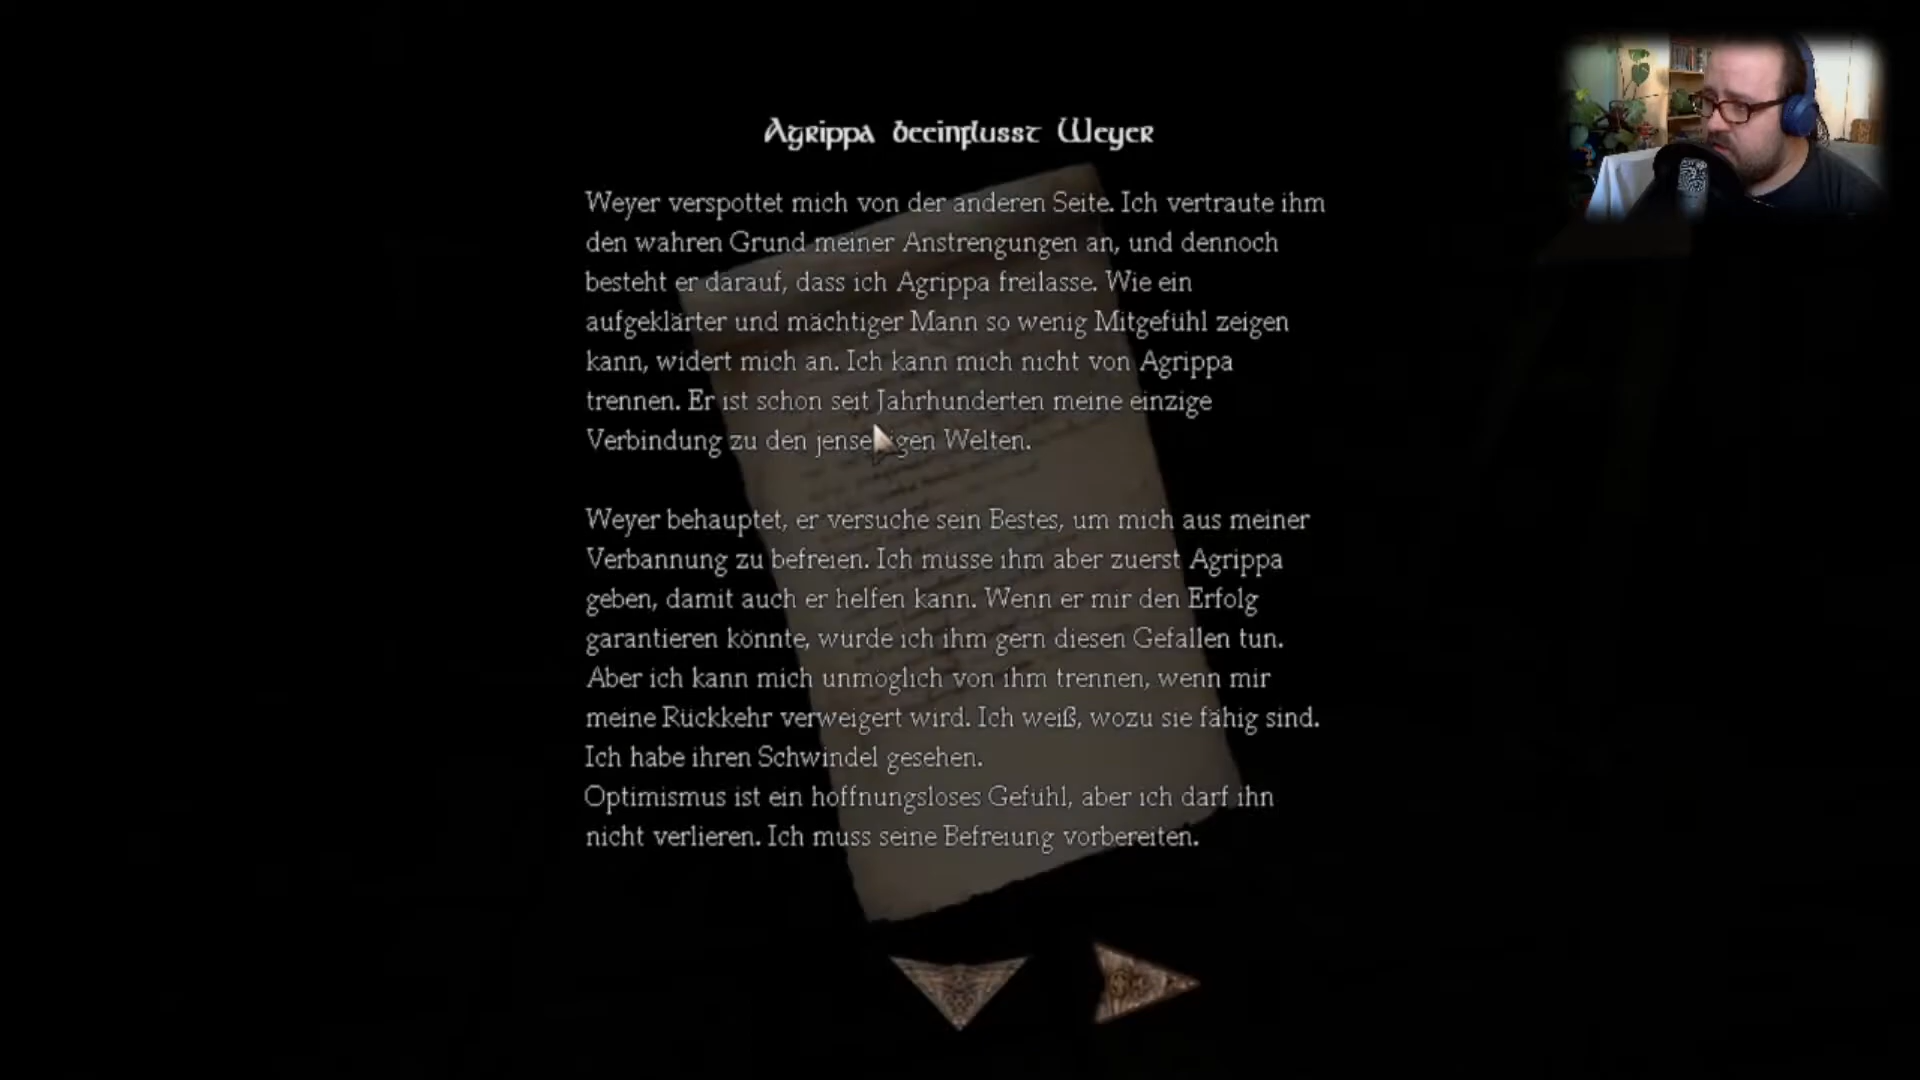 Agrippa beeinflusst Weyer
Weyer verspottet mich von der anderen Seite. Ich vertraute ihm
den wahren Grund meiner Anstrengungen an, und dennoch
besteht er darauf, dass ich Agrippa freilasse. Wie ein
aufgeklärter und mächtiger Mann so wenig Mitgefühl zeigen
kann, widert mich an. Ich kann mich nicht von Agrippa
trennen. Er ist schon seit Jahrhunderten meine einzige
Verbindung zu den jenseitigen Welten.
Weyer behauptet, er versuche sein Bestes, um mich aus meiner
Verbannung zu befreien. Ich müsse ihm aber zuerst Agrippa
geben, damit auch er helfen kann. Wenn er mir den Erfolg
garantieren könnte, würde ich ihm gern diesen Gefallen tun.
Aber ich kann mich unmöglich von ihm trennen, wenn mir
meine Rückkehr verweigert wird. Ich weiß, wozu sie fähig sind.
Ich habe ihren Schwindel gesehen.
Optimismus ist ein hoffnungsloses Gefühl, aber ich darf ihn
nicht verlieren. Ich muss seine Befreiung vorbereiten.